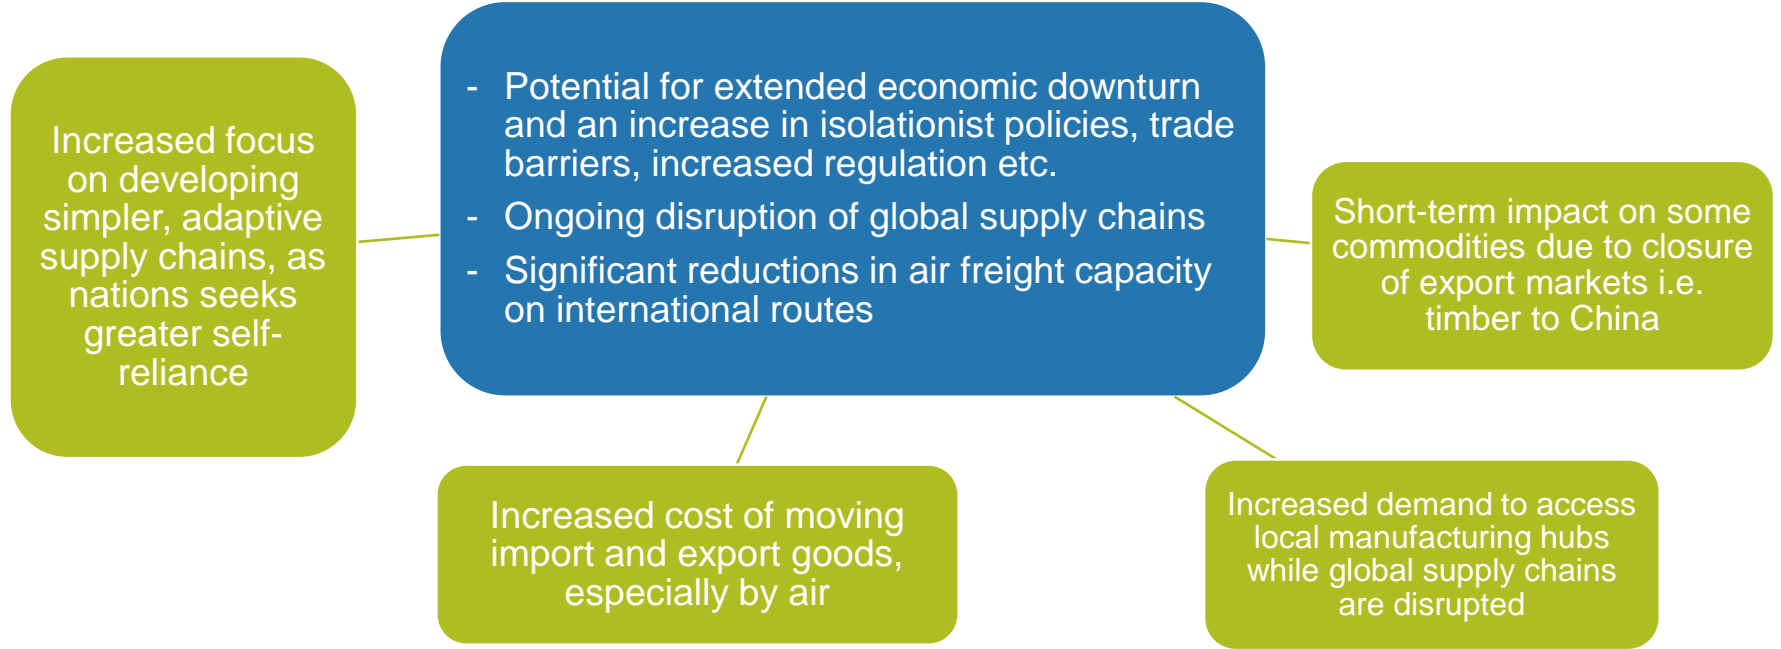 Increased focus
on developing
simpler, adaptive
supply chains, as
nations seeks
greater self-
reliance
- Potential for extended economic downturn
and an increase in isolationist policies, trade
barriers, increased regulation etc.
- Ongoing disruption of global supply chains
- Significant reductions in air freight capacity
on international routes
Short-term impact on some
commodities due to closure
of export markets i.e.
timber to China
Increased cost of moving
import and export goods,
especially by air
Increased demand to access
local manufacturing hubs
while global supply chains
are disrupted